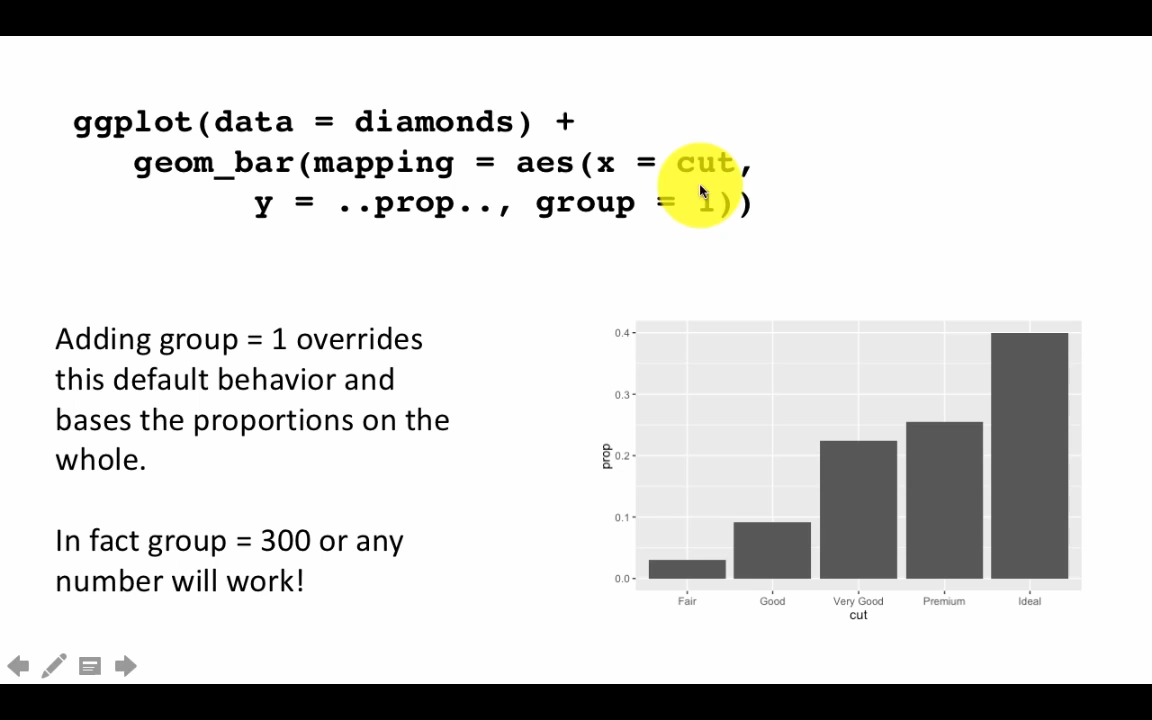 ggplot(data = diamonds) +
geom_bar(mapping = aes(x = cut,
y = ..prop.., group = 1))
Adding group = 1 overrides
this default behavior and
bases the proportions on the
whole.
In fact group = 300 or any
number will work!
0.4
0.3
0.2
0.1
0.0
prop
Fair Good Very Good Premium Ideal
cut